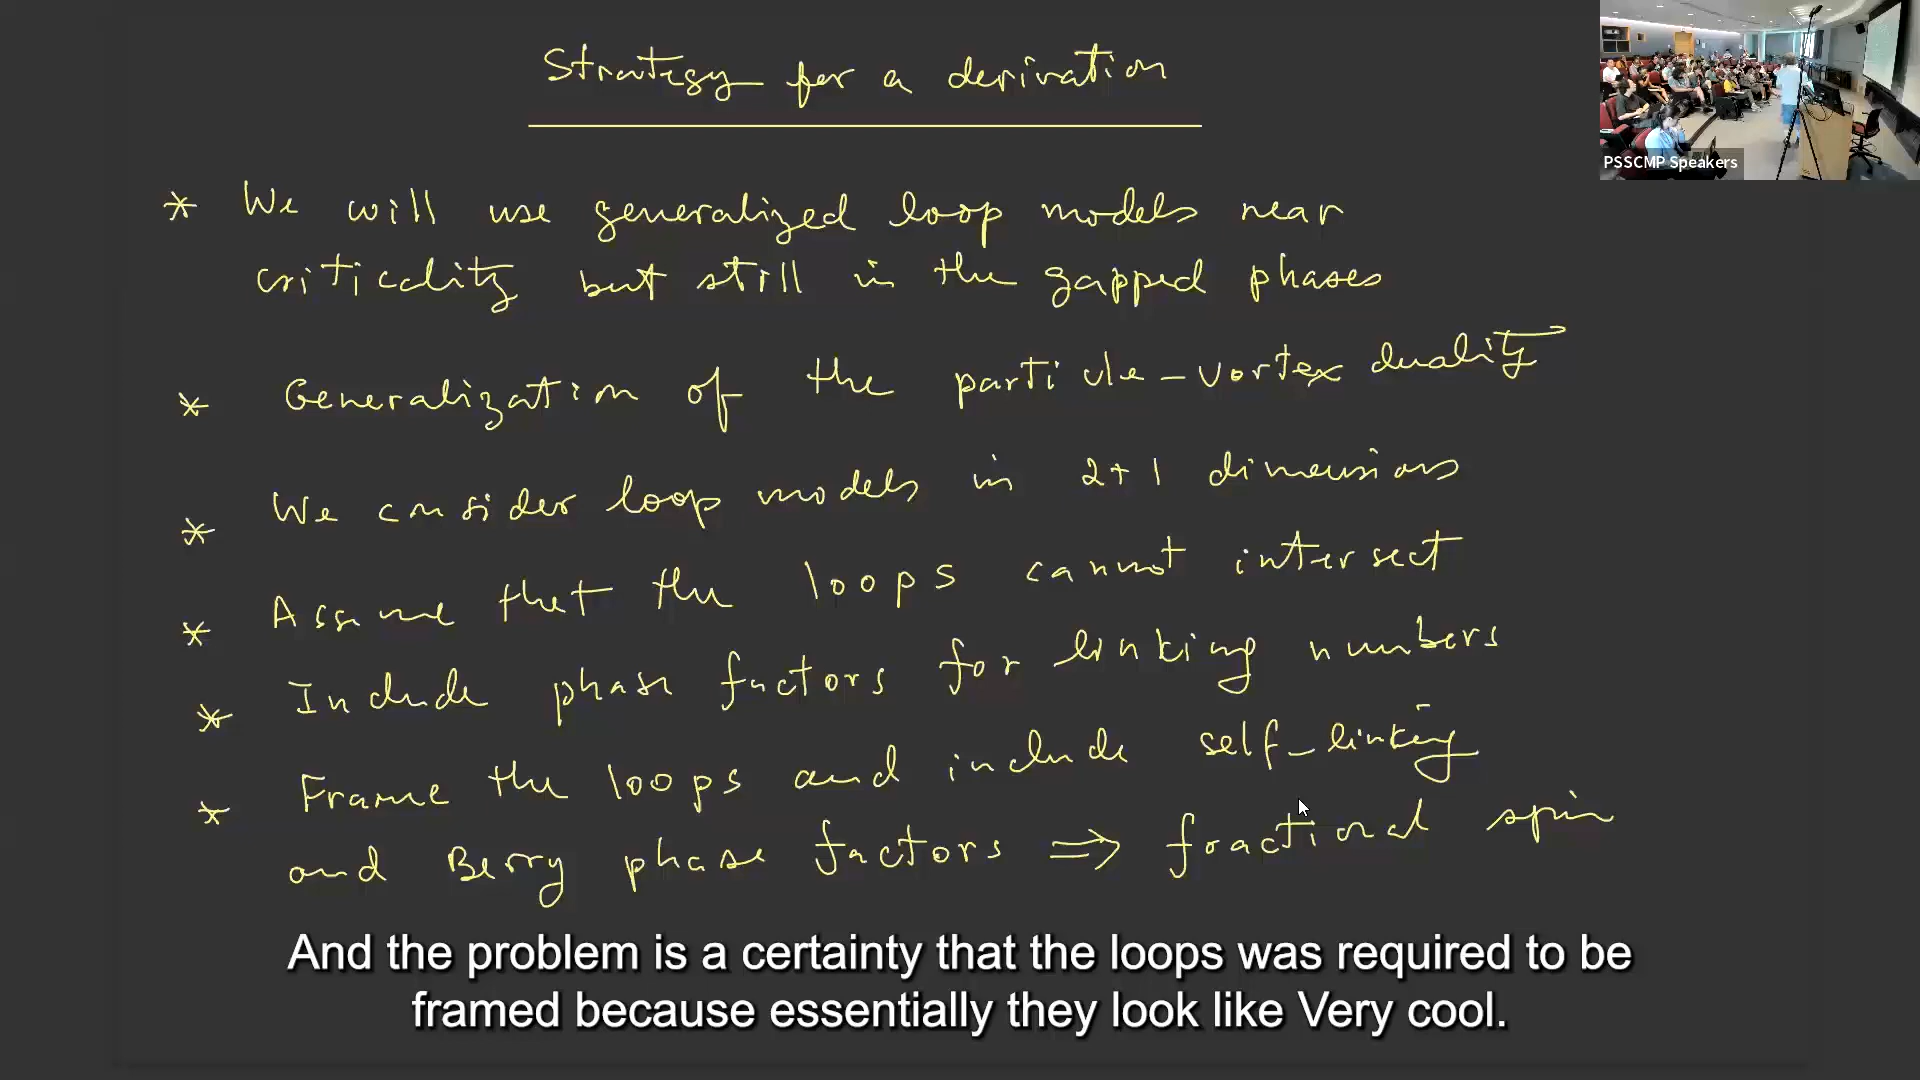 Strategy for a derivation
* We will use generalized loop models near
criticality but still in the gapped phases
* Generalization of the particle-vortex duality
* We consider loop models in 2+1 dimensions
* Assume that the loops cannot intersect
* Include phase factors for linking numbers
* Frame the loops and include self-linking
and Berry phase factors ⇒ fractional spin
PSSCMP Speakers
And the problem is a certainty that the loops was required to be
framed because essentially they look like Very cool.